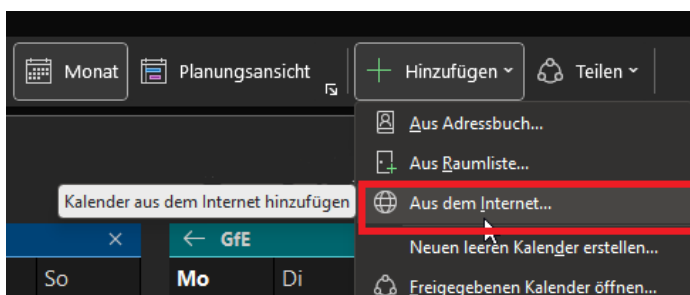 Monat Planungsansicht Hinzufügen Teilen
Aus Adressbuch...
Aus Raumliste...
Kalender aus dem Internet hinzufügen Aus dem Internet...
← GfE Neuen leeren Kalender erstellen...
So Mo Di Freigegebenen Kalender öffnen...